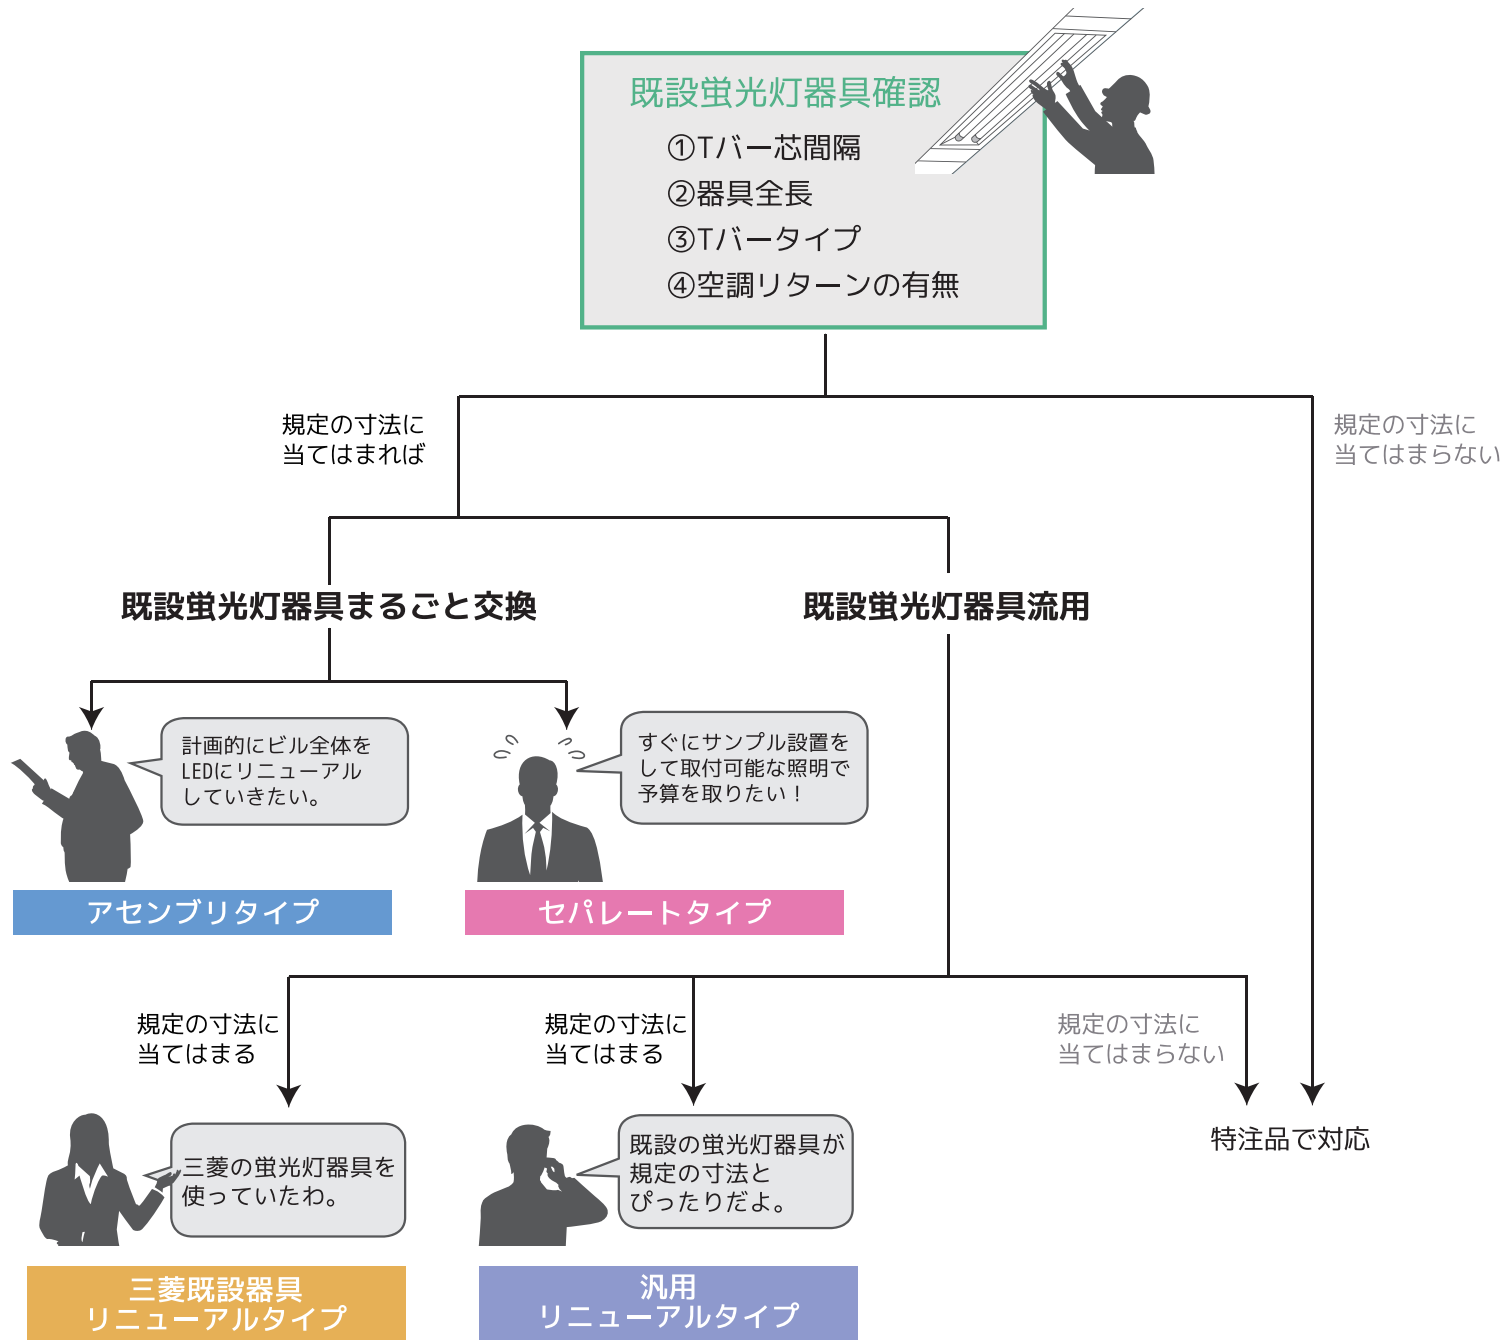 既設蛍光灯器具確認
①Tバー芯間隔
②器具全長
③Tバータイプ
④空調リターンの有無
規定の寸法に
当てはまれば
規定の寸法に
当てはまらない
既設蛍光灯器具まるごと交換
既設蛍光灯器具流用
計画的にビル全体を
LEDにリニューアル
していきたい。
すぐにサンプル設置を
して取付可能な照明で
予算を取りたい！
アセンブリタイプ
セパレートタイプ
規定の寸法に
当てはまる
規定の寸法に
当てはまる
規定の寸法に
当てはまらない
三菱の蛍光灯器具を
使っていたわ。
既設の蛍光灯器具が
規定の寸法と
ぴったりだよ。
特注品で対応
三菱既設器具
リニューアルタイプ
汎用
リニューアルタイプ